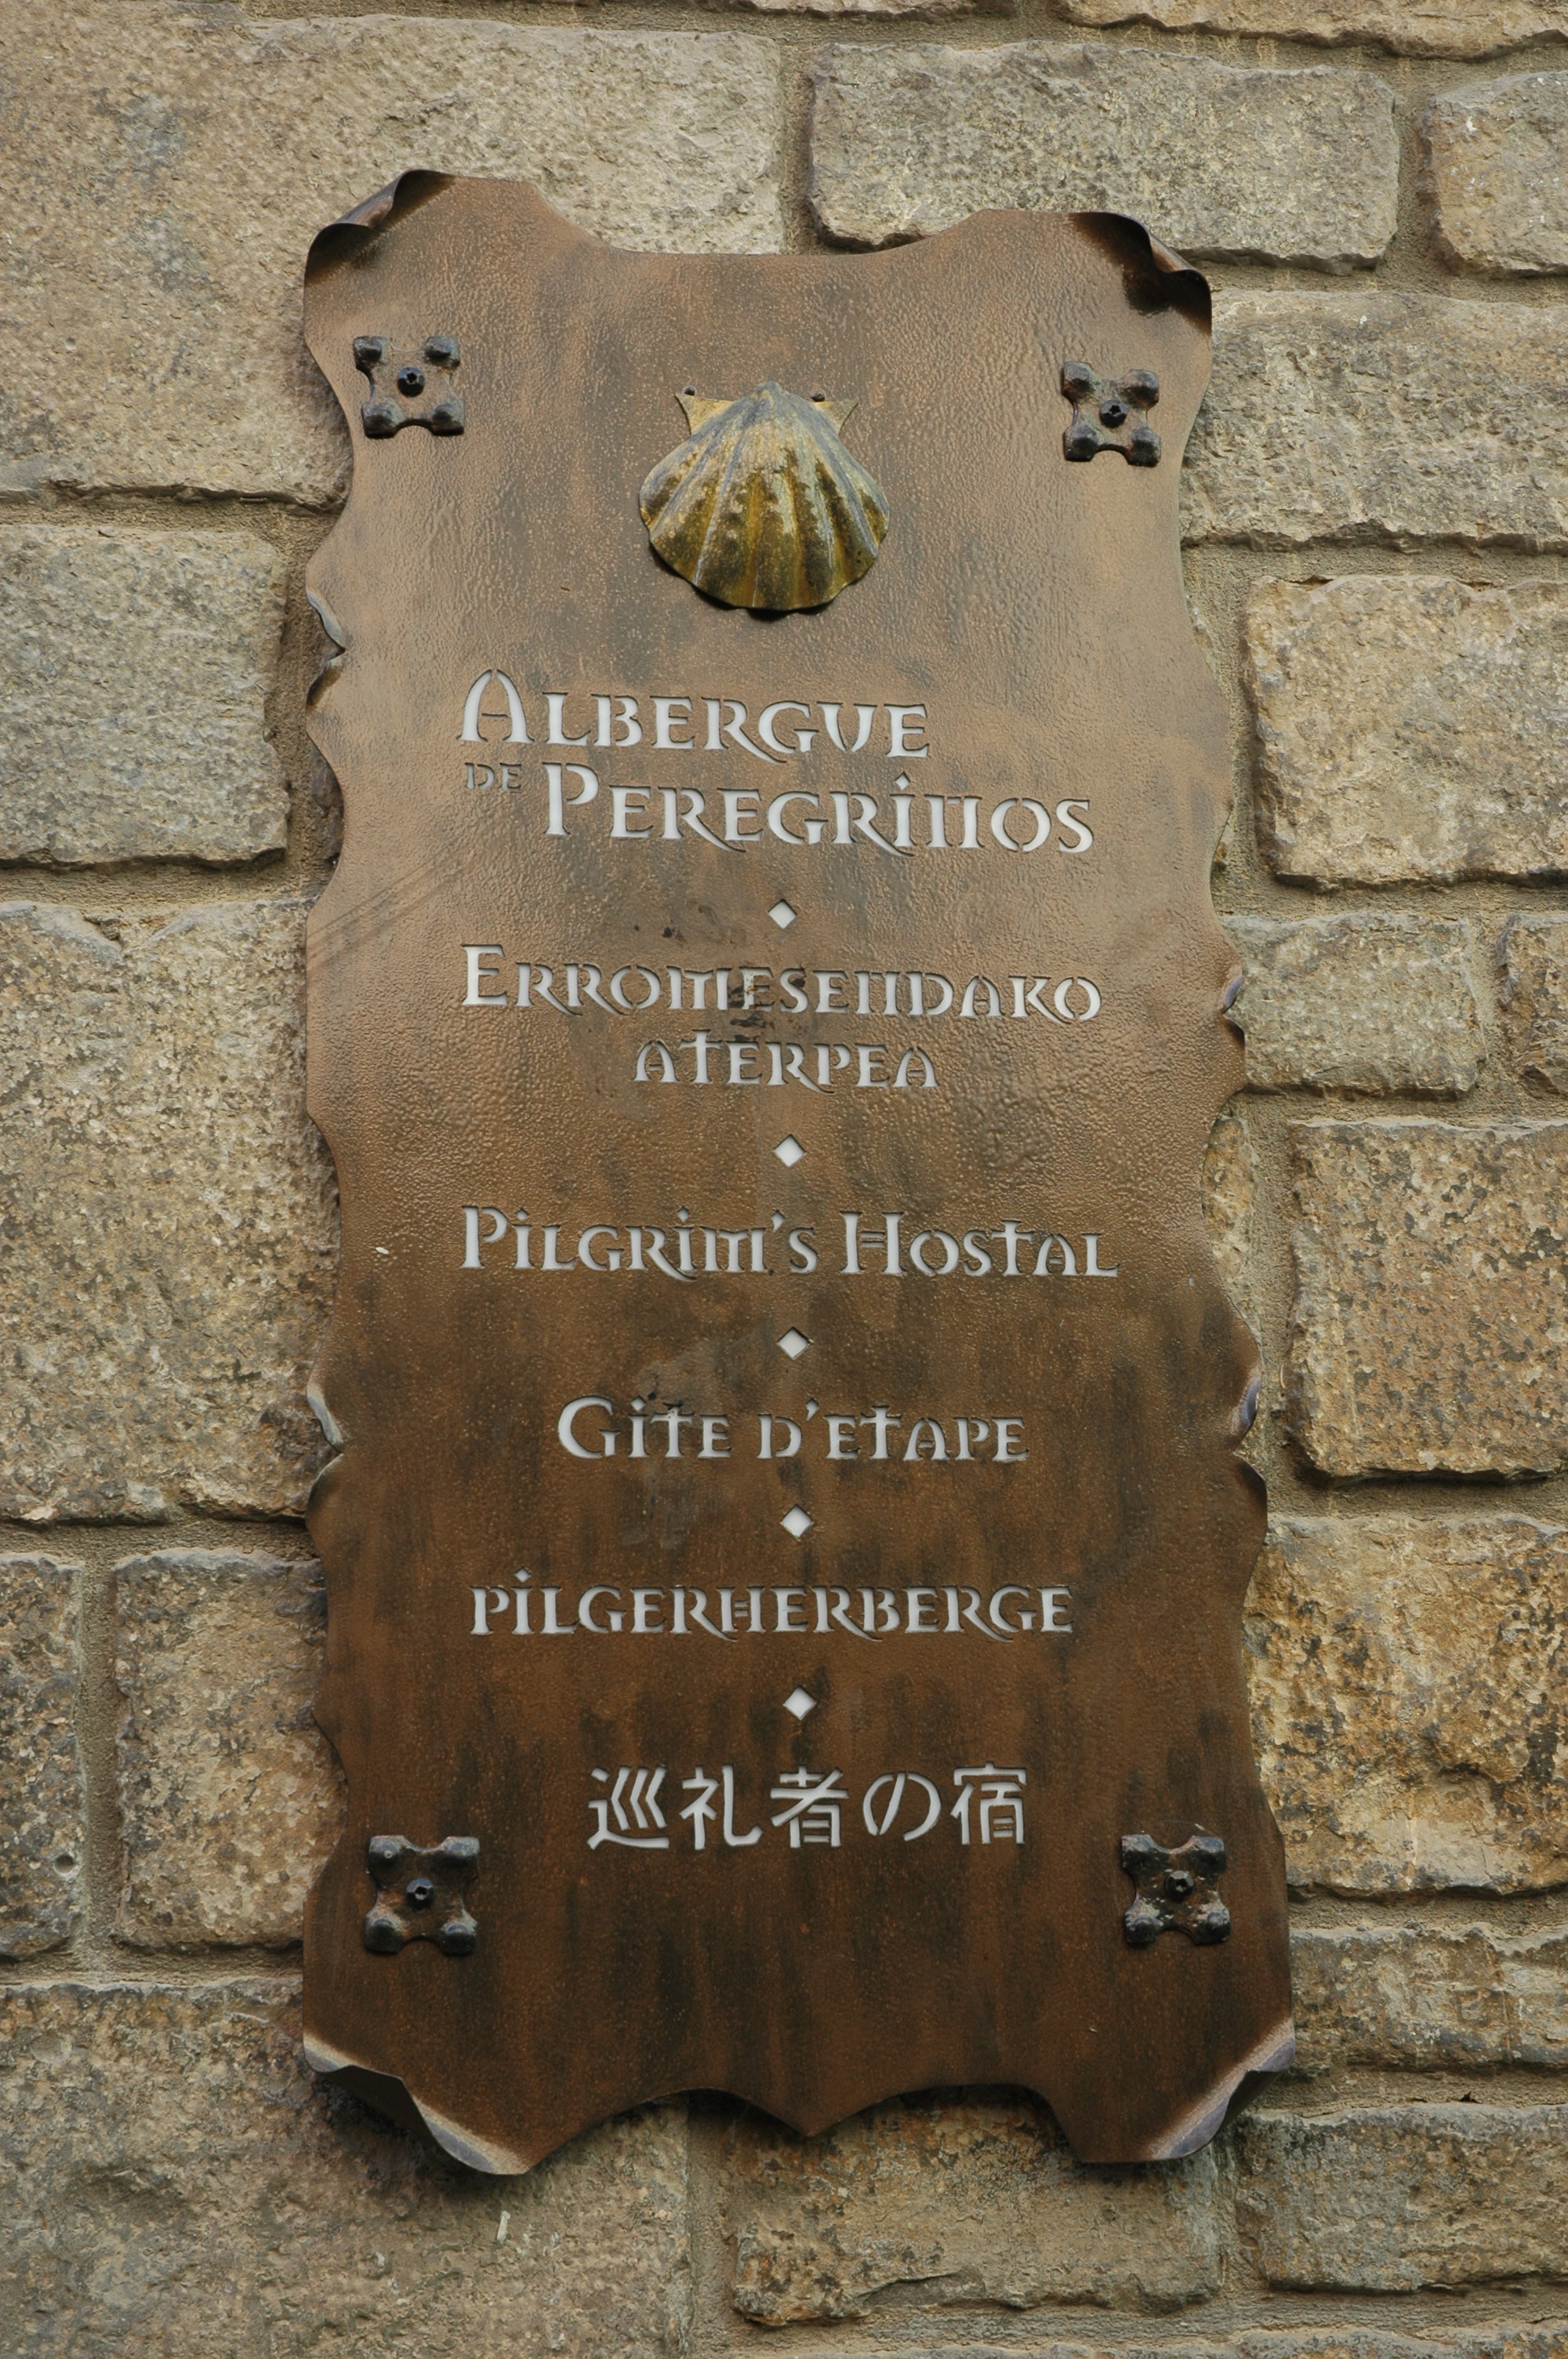 ALBERGUE
DE PEREGRINOS
ERROMESENDAKO
ATERPEA
PILGRIM'S HOSTAL
GITE D'ETAPE
PILGERHERBERGE
巡礼者の宿